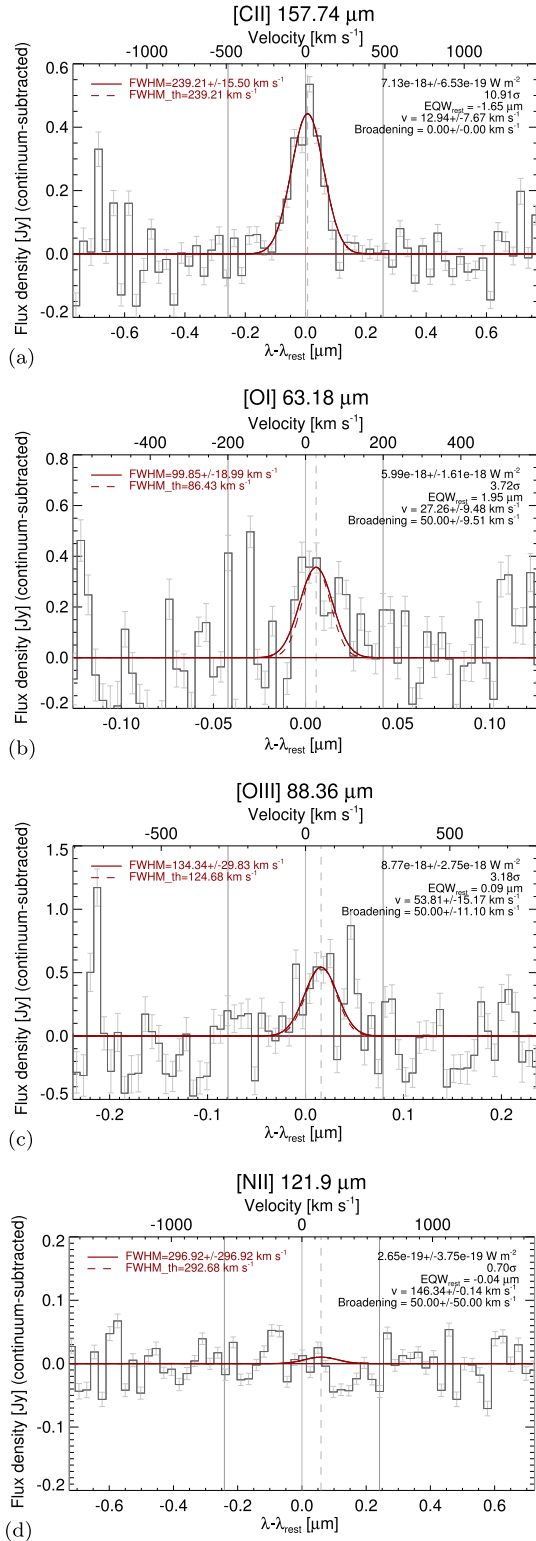 [CII] 157.74 μm
Velocity [km s-1]
-1000 -500 0 500 1000
FWHM=239.21+/-15.50 km s-1
FWHM_th=239.21 km s-1
7.13e-18+/-6.53e-19 W m-2
10.91σ
EQWrest = -1.65 μm
v = 12.94+/-7.67 km s-1
Broadening = 0.00+/-0.00 km s-1
Flux density [Jy] (continuum-subtracted)
0.6
0.4
0.2
0.0
-0.2
-0.6 -0.4 -0.2 0.0 0.2 0.4 0.6
λ-λrest [μm]
(a)
[OI] 63.18 μm
Velocity [km s-1]
-400 -200 0 200 400
FWHM=99.85+/-18.99 km s-1
FWHM_th=86.43 km s-1
5.99e-18+/-1.61e-18 W m-2
3.72σ
EQWrest = 1.95 μm
v = 27.26+/-9.48 km s-1
Broadening = 50.00+/-9.51 km s-1
Flux density [Jy] (continuum-subtracted)
0.8
0.6
0.4
0.2
0.0
-0.2
-0.10 -0.05 0.00 0.05 0.10
λ-λrest [μm]
(b)
[OIII] 88.36 μm
Velocity [km s-1]
-500 0 500
FWHM=134.34+/-29.83 km s-1
FWHM_th=124.68 km s-1
8.77e-18+/-2.75e-18 W m-2
3.18σ
EQWrest = 0.09 μm
v = 53.81+/-15.17 km s-1
Broadening = 50.00+/-11.10 km s-1
Flux density [Jy] (continuum-subtracted)
1.5
1.0
0.5
0.0
-0.5
-0.2 -0.1 0.0 0.1 0.2
λ-λrest [μm]
(c)
[NII] 121.9 μm
Velocity [km s-1]
-1000 0 1000
FWHM=296.92+/-296.92 km s-1
FWHM_th=292.68 km s-1
2.65e-19+/-3.75e-19 W m-2
0.70σ
EQWrest = -0.04 μm
v = 146.34+/-0.14 km s-1
Broadening = 50.00+/-50.00 km s-1
Flux density [Jy] (continuum-subtracted)
0.2
0.1
0.0
-0.1
-0.2
-0.6 -0.4 -0.2 0.0 0.2 0.4 0.6
λ-λrest [μm]
(d)